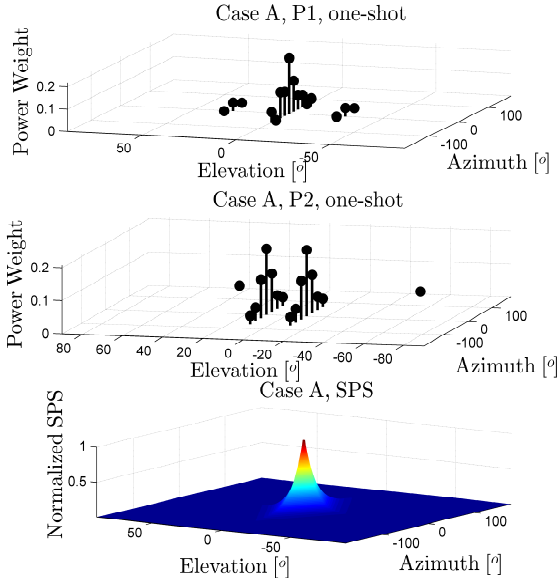 Case A, P1, one-shot
Power Weight
0.2
0.1
0
50
0
-50
Elevation [º]
-100
0
100
Azimuth [º]
Case A, P2, one-shot
Power Weight
0.2
0.1
0
80
60
40
20
0
-20
-40
-60
-80
Elevation [º]
-100
0
100
Azimuth [º]
Case A, SPS
Normalized SPS
1
0.5
50
0
-50
Elevation [º]
-100
0
100
Azimuth [º]